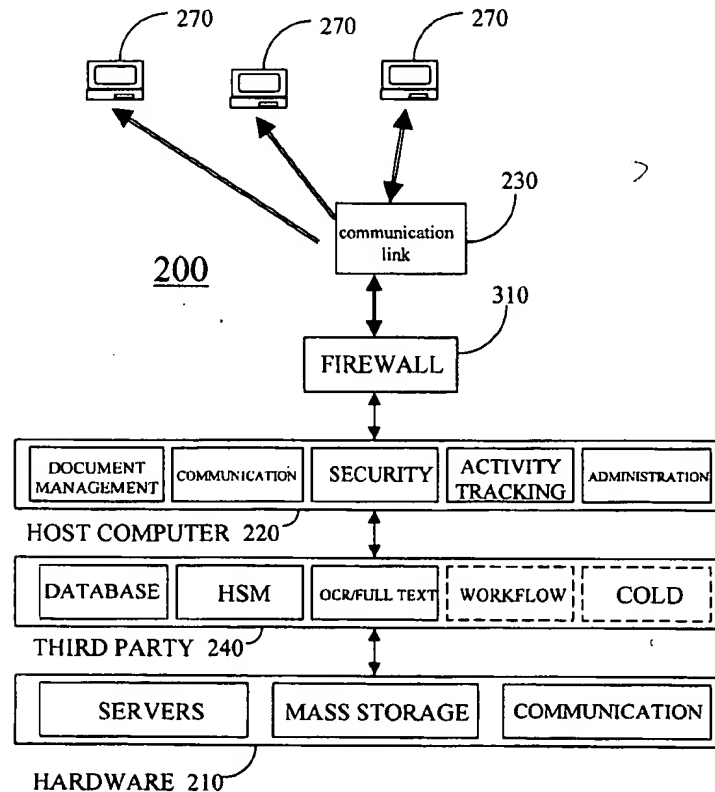 270
270
270
230
communication
link
200
310
FIREWALL
DOCUMENT
MANAGEMENT
COMMUNICATION
SECURITY
ACTIVITY
TRACKING
ADMINISTRATION
HOST COMPUTER 220
DATABASE
HSM
OCR/FULL TEXT
WORKFLOW
COLD
THIRD PARTY 240
SERVERS
MASS STORAGE
COMMUNICATION
HARDWARE 210